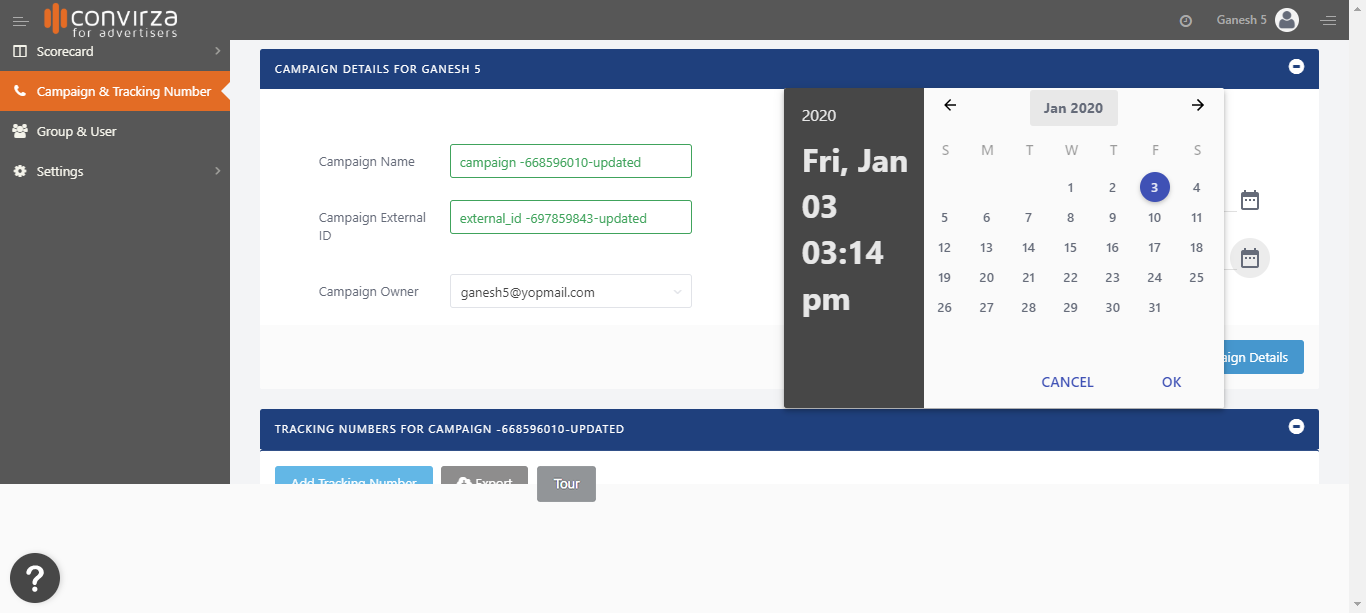 convirza
for advertisers
Ganesh 5
Scorecard
Campaign & Tracking Number
Group & User
Settings
CAMPAIGN DETAILS FOR GANESH 5
Campaign Name
campaign -668596010-updated
Campaign External
ID
external_id -697859843-updated
Campaign Owner
ganesh5@yopmail.com
2020
Fri, Jan
03
03:14
pm
Jan 2020
S M T W T F S
1 2 3 4
5 6 7 8 9 10 11
12 13 14 15 16 17 18
19 20 21 22 23 24 25
26 27 28 29 30 31
CANCEL OK
Details
TRACKING NUMBERS FOR CAMPAIGN -668596010-UPDATED
Add Tracking Number
Export
Tour
?